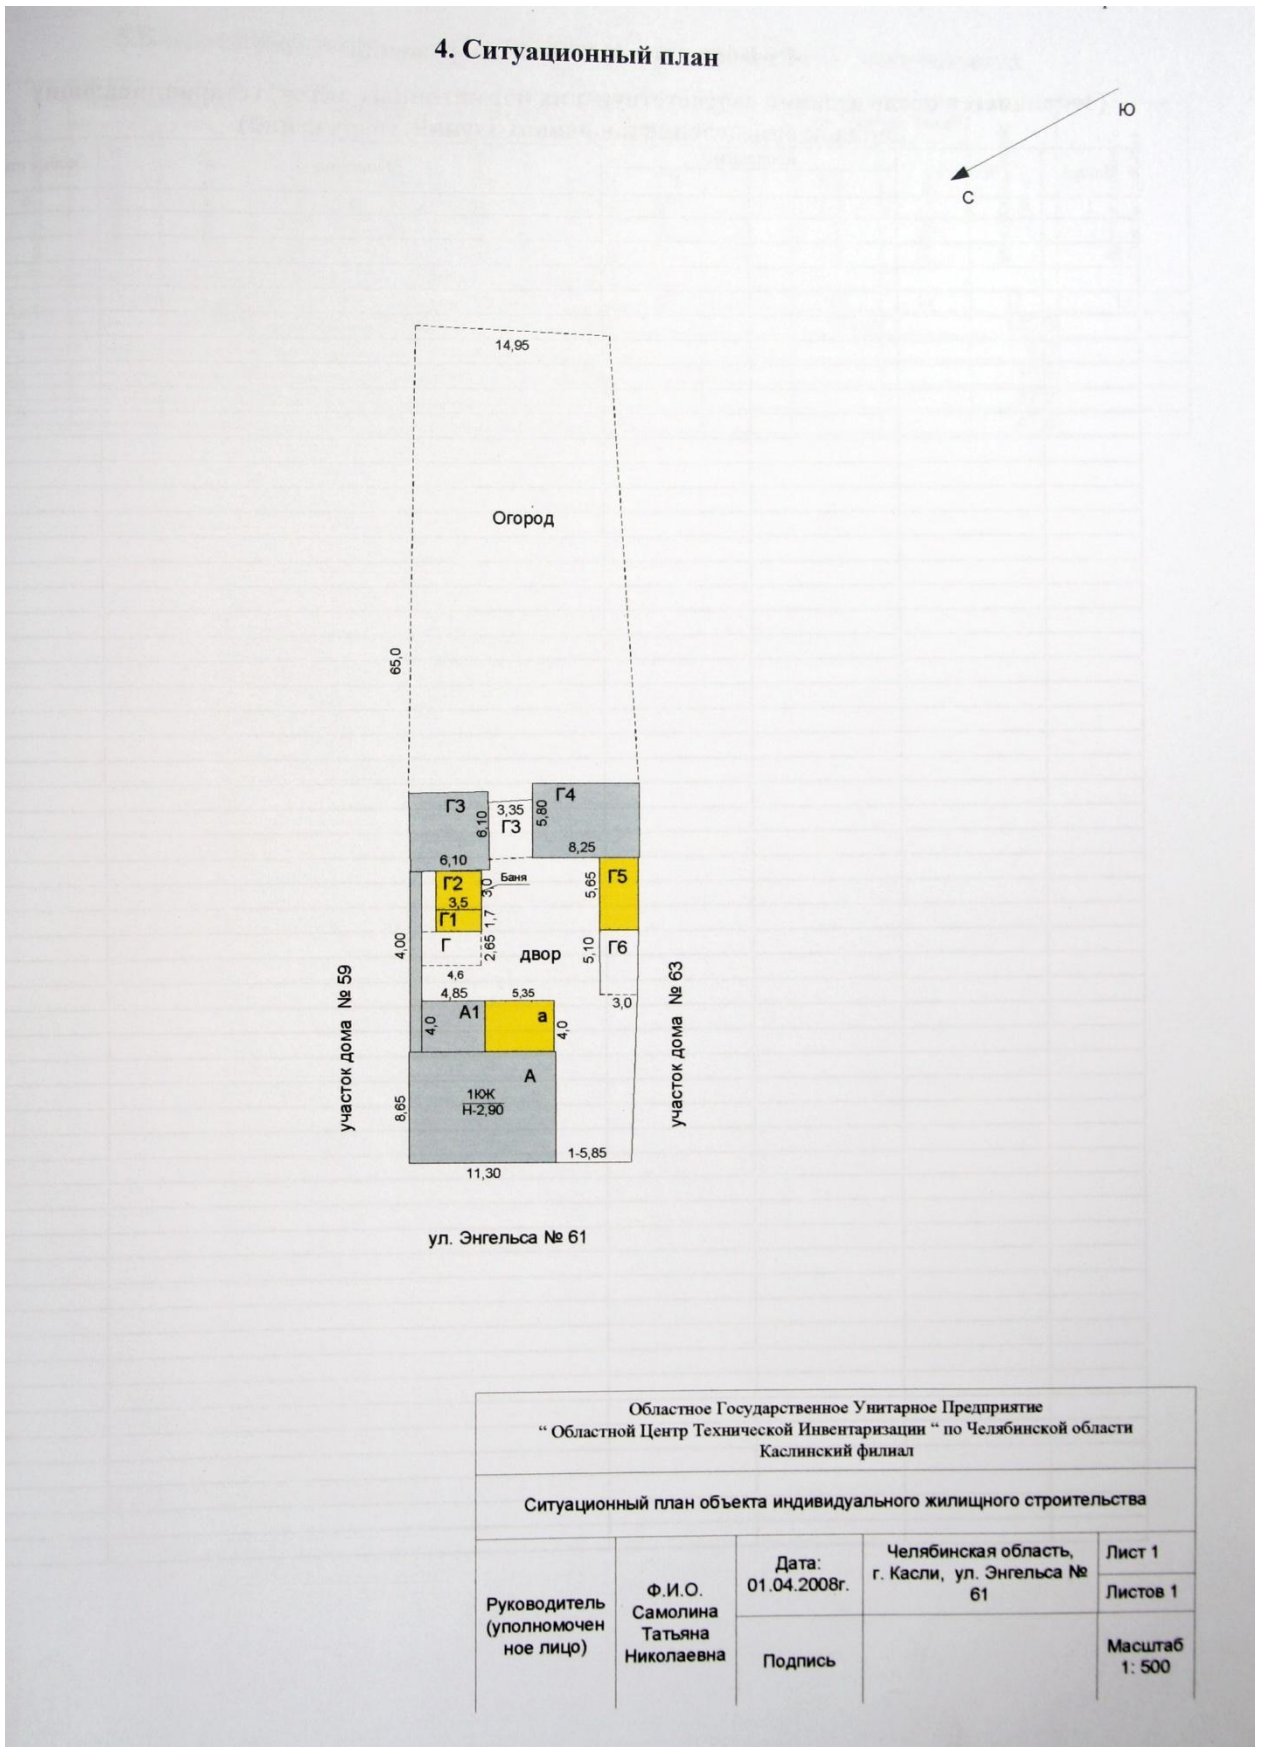 4. Ситуационный план
Ю
С
14,95
Огород
65,0
Г3
6,10
3,35
Г3
Г4
5,80
6,10
8,25
Г2
3,0
Баня
3,5
Г1
1,7
5,65
Г5
4,00
Г
2,65
двор
5,10
Г6
4,6
4,85
5,35
3,0
участок дома № 59
4,0
А1
а
4,0
участок дома № 63
А
1КЖ
Н-2,90
8,65
1-5,85
11,30
ул. Энгельса № 61
Областное Государственное Унитарное Предприятие
“ Областной Центр Технической Инвентаризации “ по Челябинской области
Каслинский филиал
Ситуационный план объекта индивидуального жилищного строительства
Руководитель
(уполномочен
ное лицо)
Ф.И.О.
Самолина
Татьяна
Николаевна
Дата:
01.04.2008г.
Подпись
Челябинская область,
г. Касли, ул. Энгельса №
61
Лист 1
Листов 1
Масштаб
1: 500